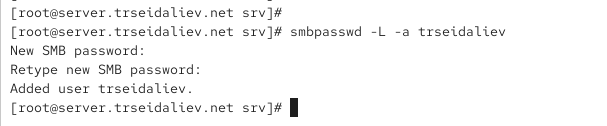 [root@server.trseidaliev.net srv]#
[root@server.trseidaliev.net srv]# smbpasswd -L -a trseidaliev
New SMB password:
Retype new SMB password:
Added user trseidaliev.
[root@server.trseidaliev.net srv]#